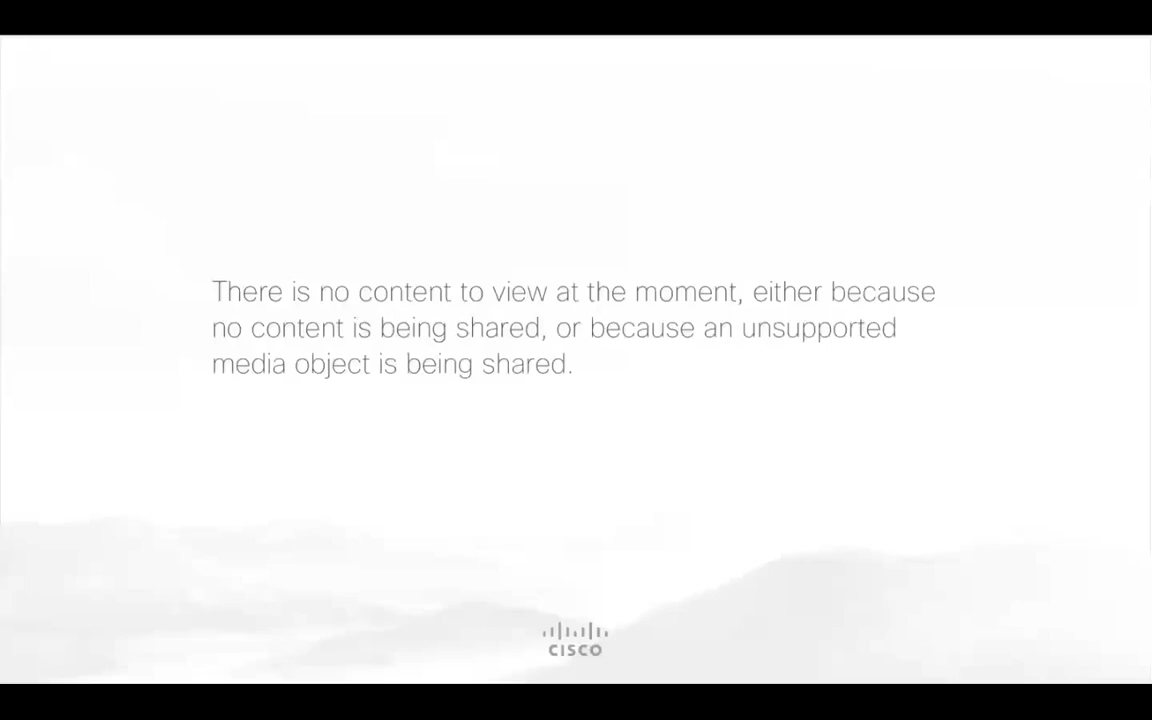 There is no content to view at the moment, either because
no content is being shared, or because an unsupported
media object is being shared.
CISCO